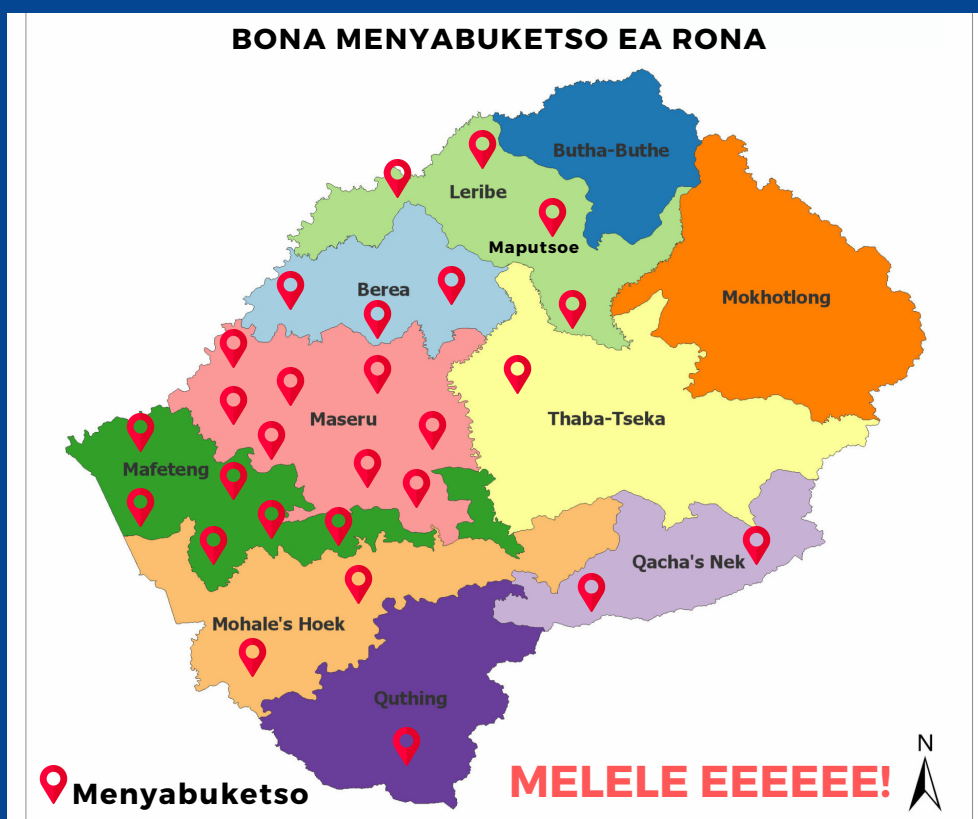 BONA MENYABUKETSO EA RONA
Butha-Buthe
Leribe
Maputsoe
Berea
Mokhotlong
Maseru
Thaba-Tseka
Mafeteng
Qacha's Nek
Mohale's Hoek
Quthing
N
MELELE EEEEEE!
Menyabuketso